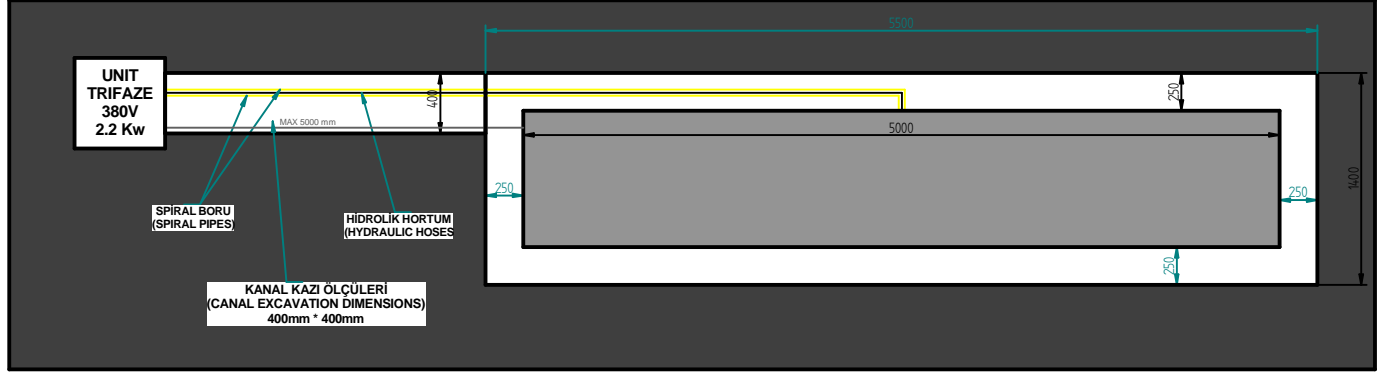 5500
UNIT
TRIFAZE
380V
2.2 Kw
400
250
MAX 5000 mm
5000
250
250
1400
SPİRAL BORU
(SPIRAL PIPES)
HİDROLİK HORTUM
(HYDRAULIC HOSES
250
KANAL KAZI ÖLÇÜLERİ
(CANAL EXCAVATION DIMENSIONS)
400mm * 400mm